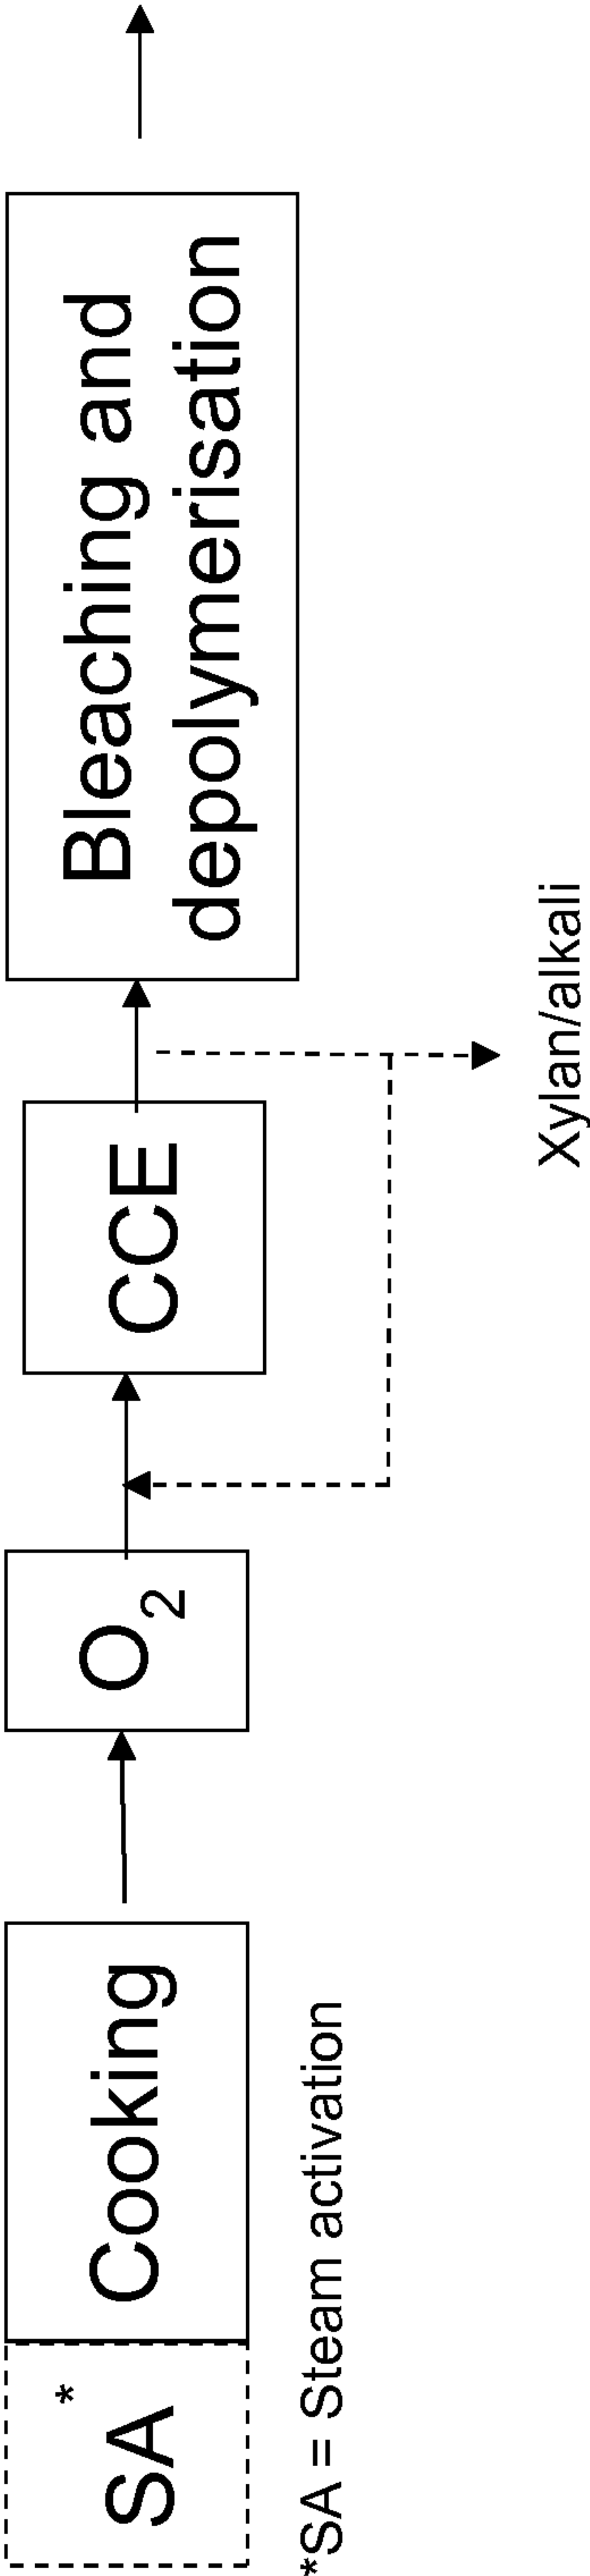 SA*
Cooking
O2
CCE
Bleaching and
depolymerisation
Xylan/alkali
*SA = Steam activation